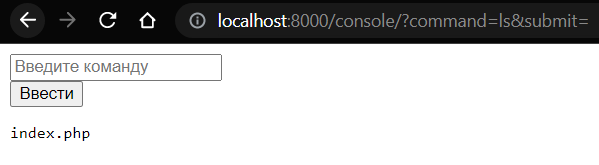 localhost:8000/console/?command=ls&submit=
Введите команду
Ввести
index.php